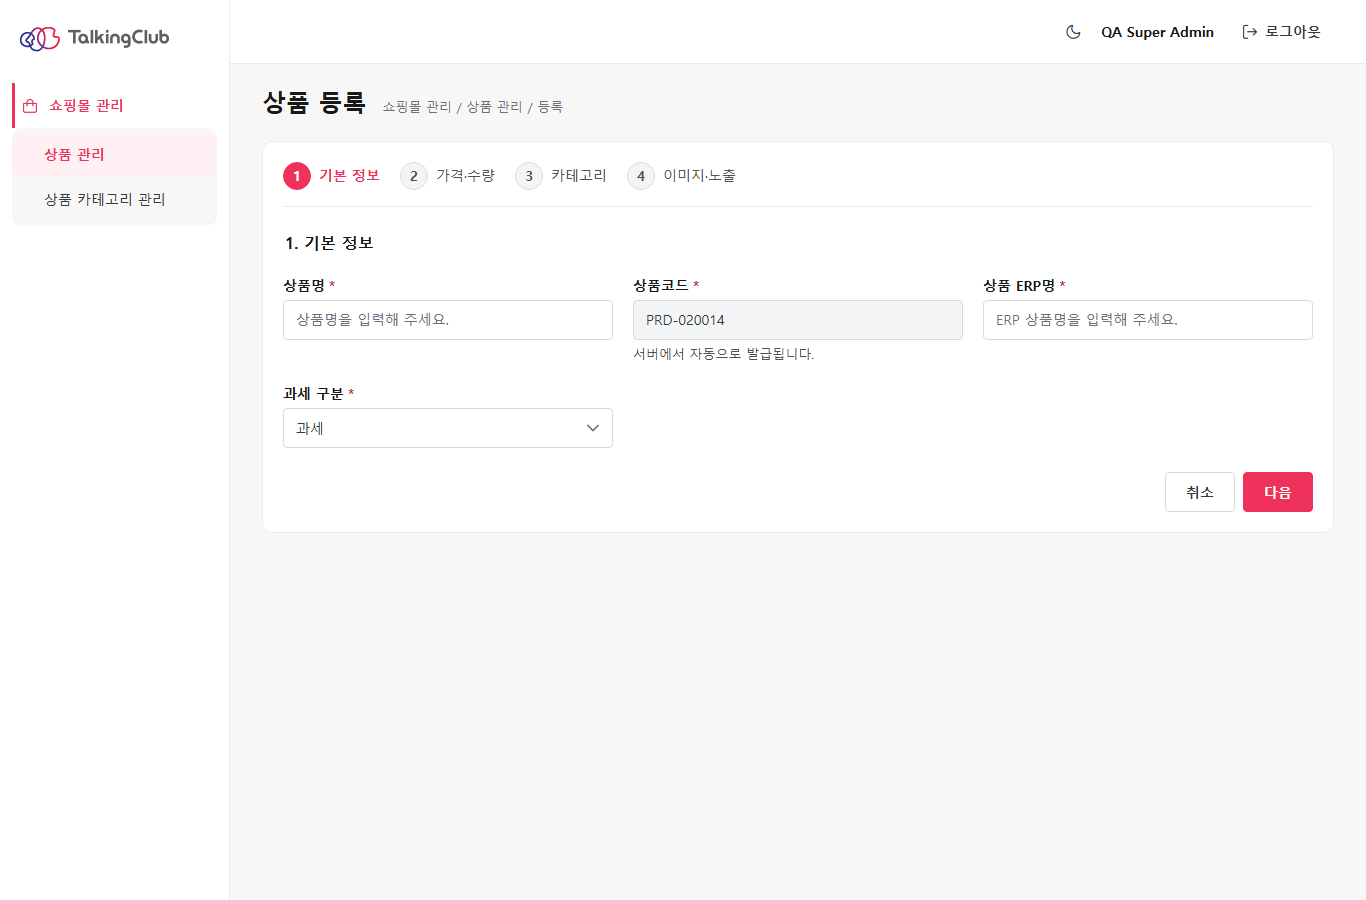 TalkingClub
QA Super Admin
로그아웃
쇼핑몰 관리
상품 관리
상품 카테고리 관리
상품 등록
쇼핑몰 관리 / 상품 관리 / 등록
1 기본 정보 2 가격·수량 3 카테고리 4 이미지·노출
1. 기본 정보
상품명 * 상품코드 * 상품 ERP명 *
상품명을 입력해 주세요. PRD-020014 ERP 상품명을 입력해 주세요.
서버에서 자동으로 발급됩니다.
과세 구분 *
과세
취소 다음